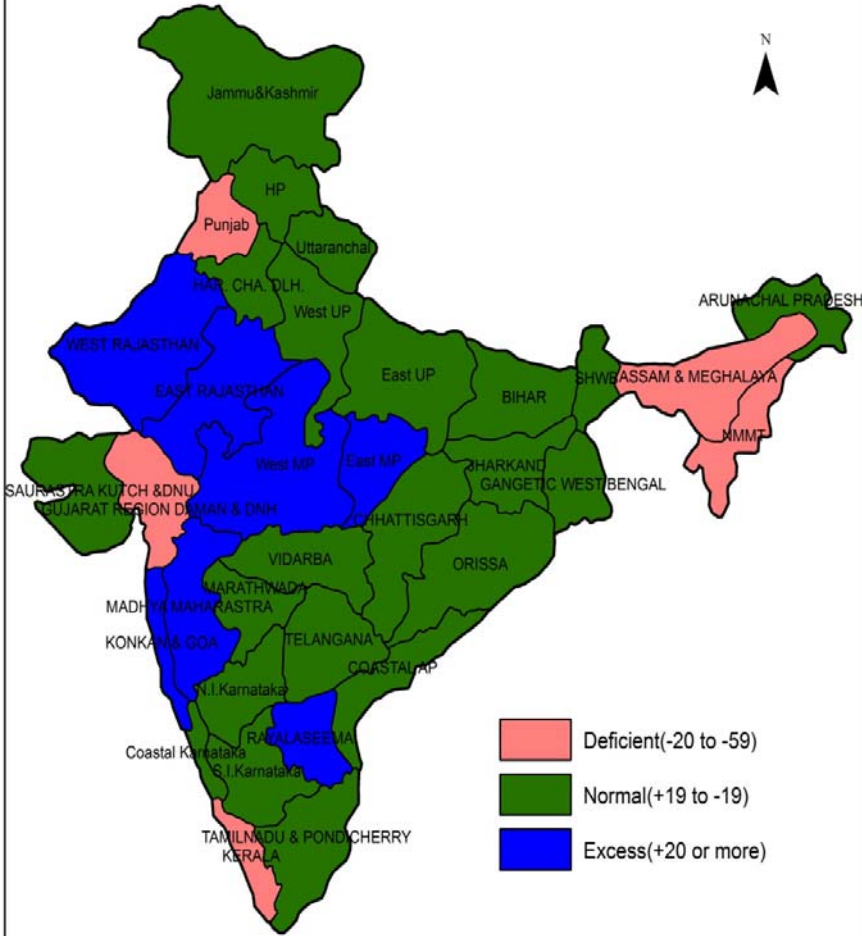 N
Jammu&Kashmir
HP
Punjab
Uttaranchal
HAR. CHA. DLH.
ARUNACHAL PRADESH
West UP
WEST RAJASTHAN
East UP
SHWB
ASSAM & MEGHALAYA
EAST RAJASTHAN
BIHAR
NMMT
West MP
East MP
JHARKAND
GANGETIC WEST BENGAL
SAURASTRA KUTCH &DNU
GUJARAT REGION DAMAN & DNH
CHHATTISGARH
VIDARBA
ORISSA
MARATHWADA
MADHYA MAHARASTRA
KONKAN & GOA
TELANGANA
COASTAL AP
N.I.Karnataka
RAYALASEEMA
Coastal Karnataka
S.I.Karnataka
TAMILNADU & PONDICHERRY
KERALA
Deficient(-20 to -59)
Normal(+19 to -19)
Excess(+20 or more)